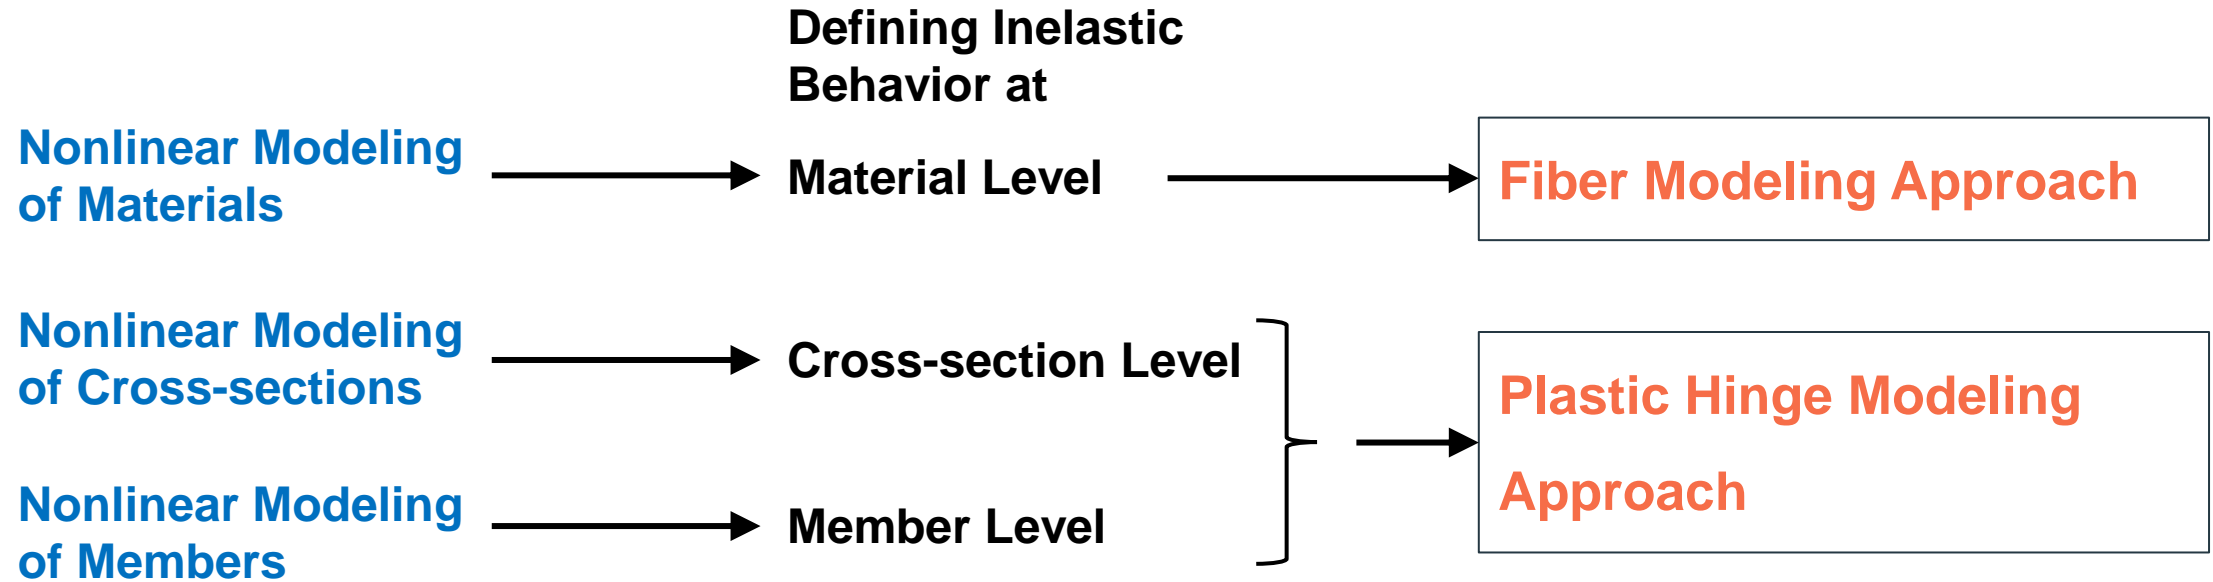 Defining Inelastic
Behavior at
Nonlinear Modeling
of Materials
Material Level
Fiber Modeling Approach
Nonlinear Modeling
of Cross-sections
Cross-section Level
Plastic Hinge Modeling
Approach
Nonlinear Modeling
of Members
Member Level